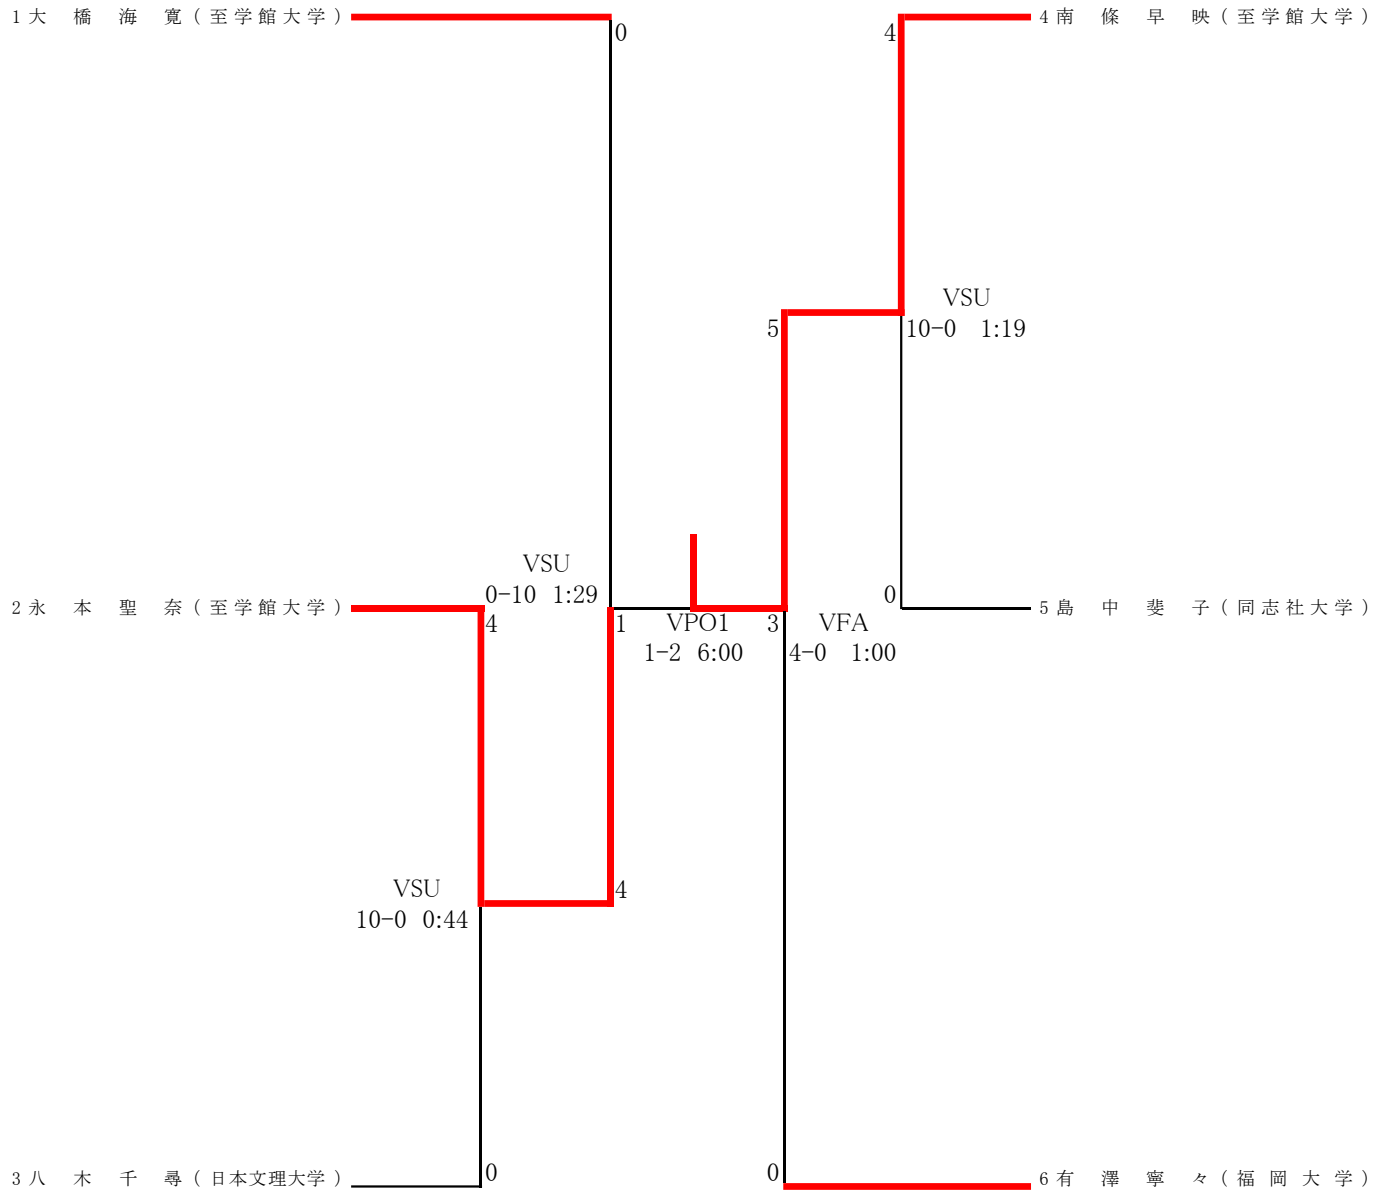 1 大 橋 海 寛 ( 至学館大学 )
4 南 條 早 映 ( 至学館大学 )
0
4
VSU
5
10-0 1:19
VSU
0-10 1:29
0
2 永 本 聖 奈 ( 至学館大学 )
5 島 中 斐 子 ( 同志社大学 )
4
1
VPO1
3
VFA
1-2 6:00
4-0 1:00
VSU
4
10-0 0:44
0
0
3 八 木 千 尋 ( 日本文理大学 )
6 有 澤 寧 々 ( 福岡大学 )